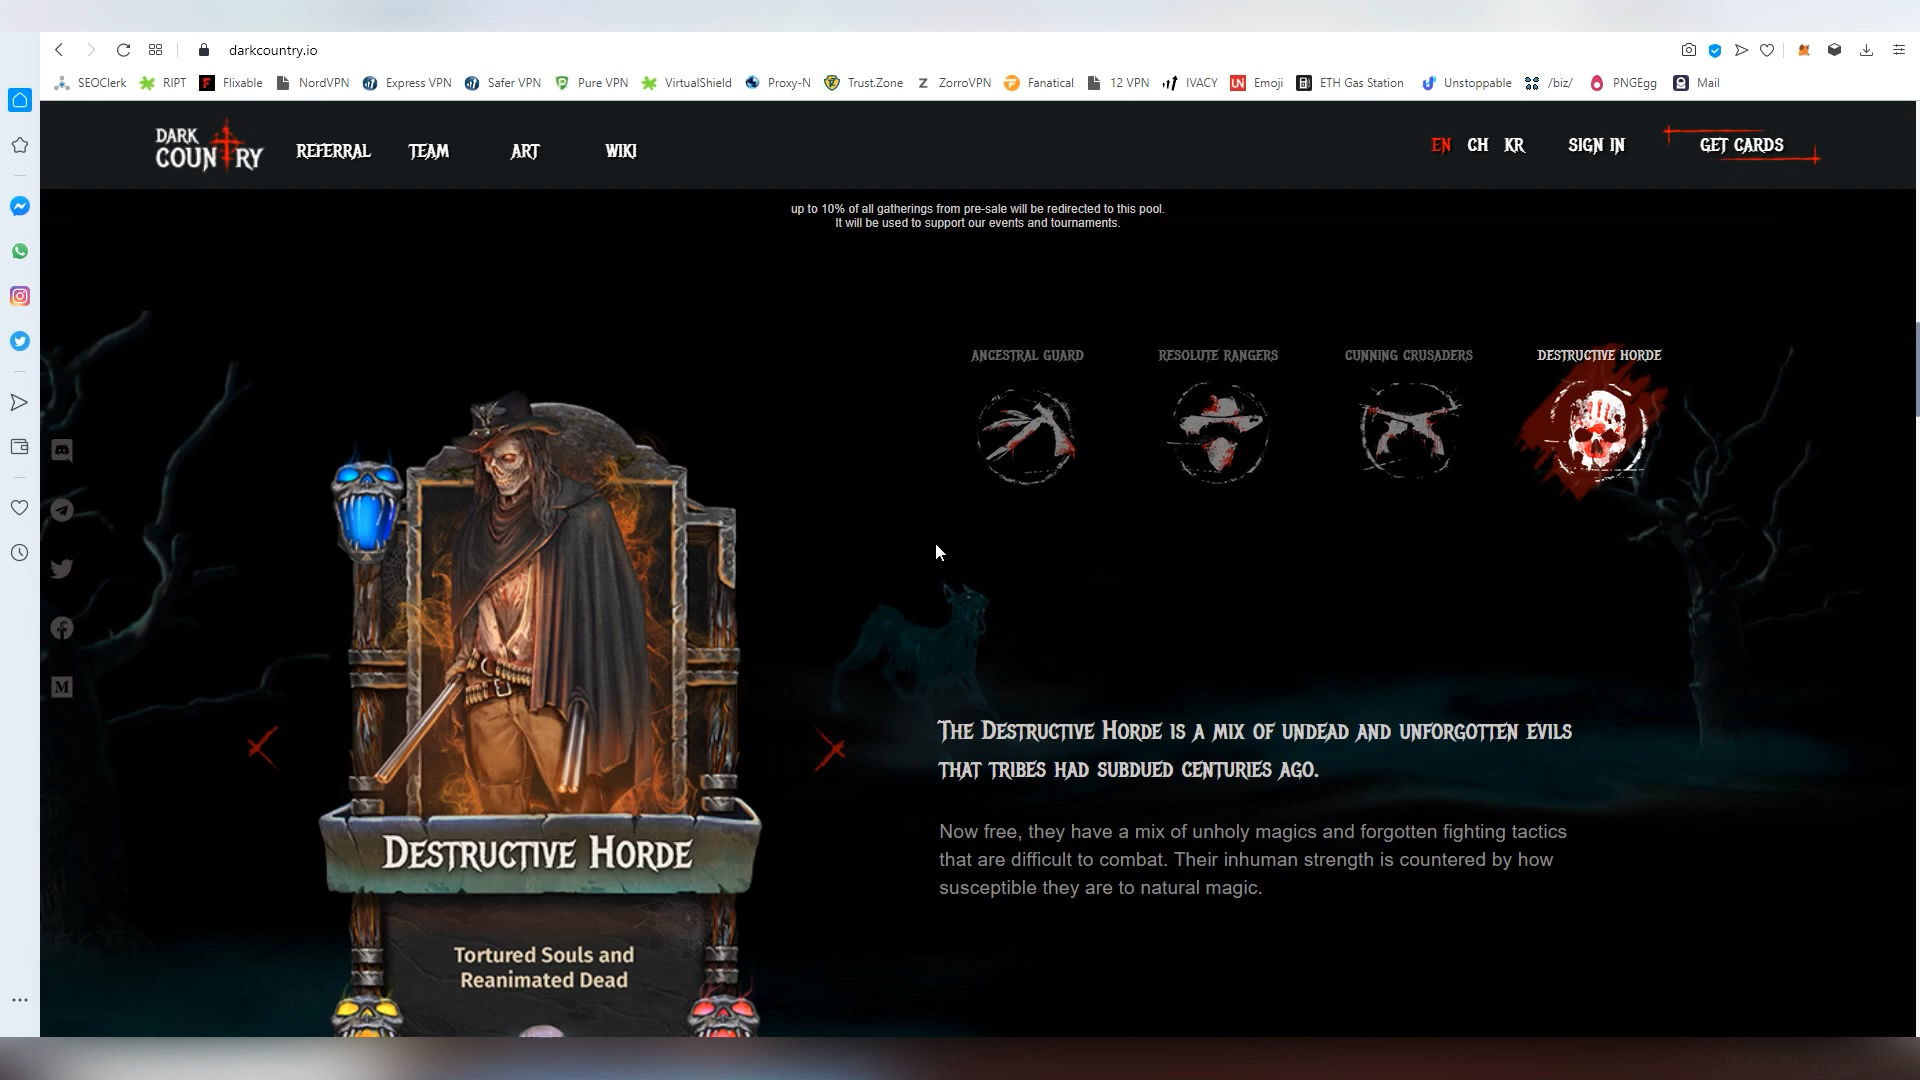 darkcountry.io
SEOClerk RIPT Flixable NordVPN Express VPN Safer VPN Pure VPN VirtualShield Proxy-N Trust.Zone ZorroVPN Fanatical 12 VPN IVACY Emoji ETH Gas Station Unstoppable /biz/ PNGEgg Mail
DARK
COUNTRY
REFERRAL TEAM ART WIKI EN CH KR SIGN IN GET CARDS
up to 10% of all gatherings from pre-sale will be redirected to this pool.
It will be used to support our events and tournaments.
ANCESTRAL GUARD RESOLUTE RANGERS CUNNING CRUSADERS DESTRUCTIVE HORDE
THE DESTRUCTIVE HORDE IS A MIX OF UNDEAD AND UNFORGOTTEN EVILS
THAT TRIBES HAD SUBDUED CENTURIES AGO.
Now free, they have a mix of unholy magics and forgotten fighting tactics
that are difficult to combat. Their inhuman strength is countered by how
susceptible they are to natural magic.
DESTRUCTIVE HORDE
Tortured Souls and
Reanimated Dead